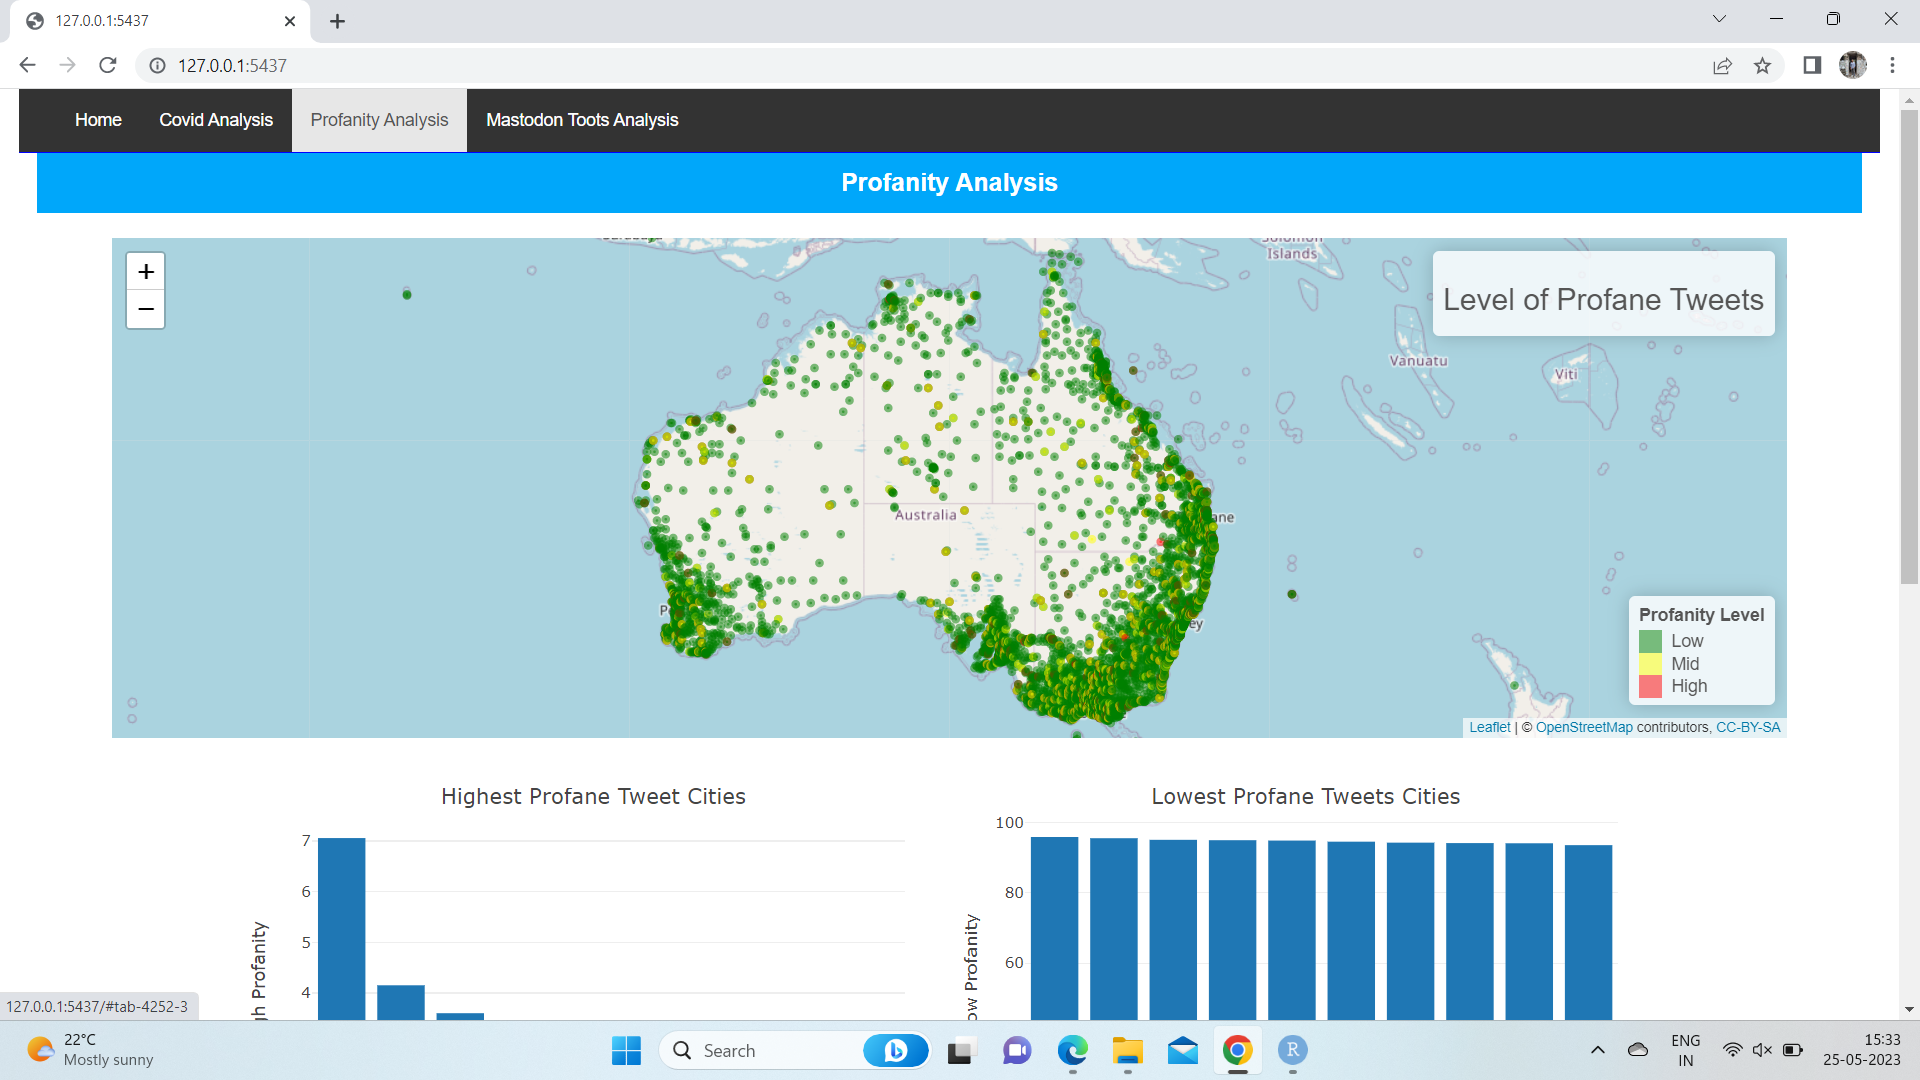 127.0.0.1:5437
127.0.0.1:5437
Home Covid Analysis Profanity Analysis Mastodon Toots Analysis
Profanity Analysis
+
−
Level of Profane Tweets
Islands
Vanuatu
Viti
Australia
Profanity Level
Low
Mid
High
Leaflet | © OpenStreetMap contributors, CC-BY-SA
Highest Profane Tweet Cities
7
6
5
4
gh Profanity
Lowest Profane Tweets Cities
100
80
60
ow Profanity
127.0.0.1:5437/#tab-4252-3
22°C
Mostly sunny
Search
ENG
IN
15:33
25-05-2023